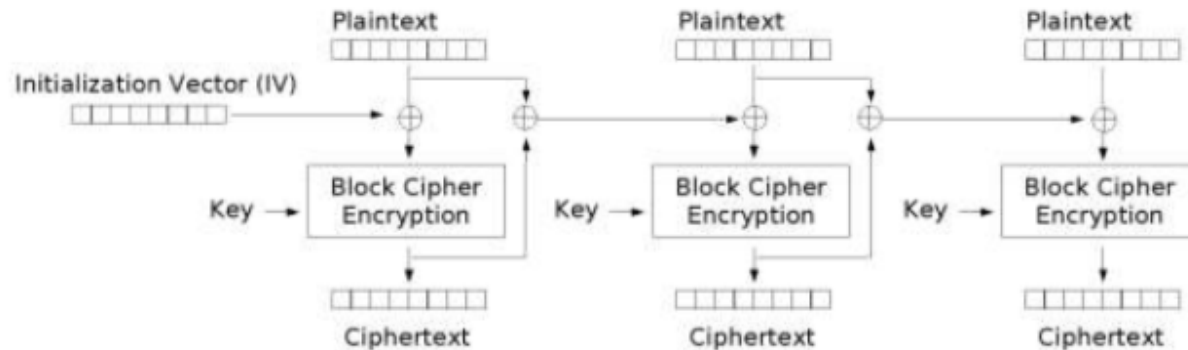 Plaintext
Plaintext
Plaintext
Initialization Vector (IV)
Key
Block Cipher
Encryption
Key
Block Cipher
Encryption
Key
Block Cipher
Encryption
Ciphertext
Ciphertext
Ciphertext